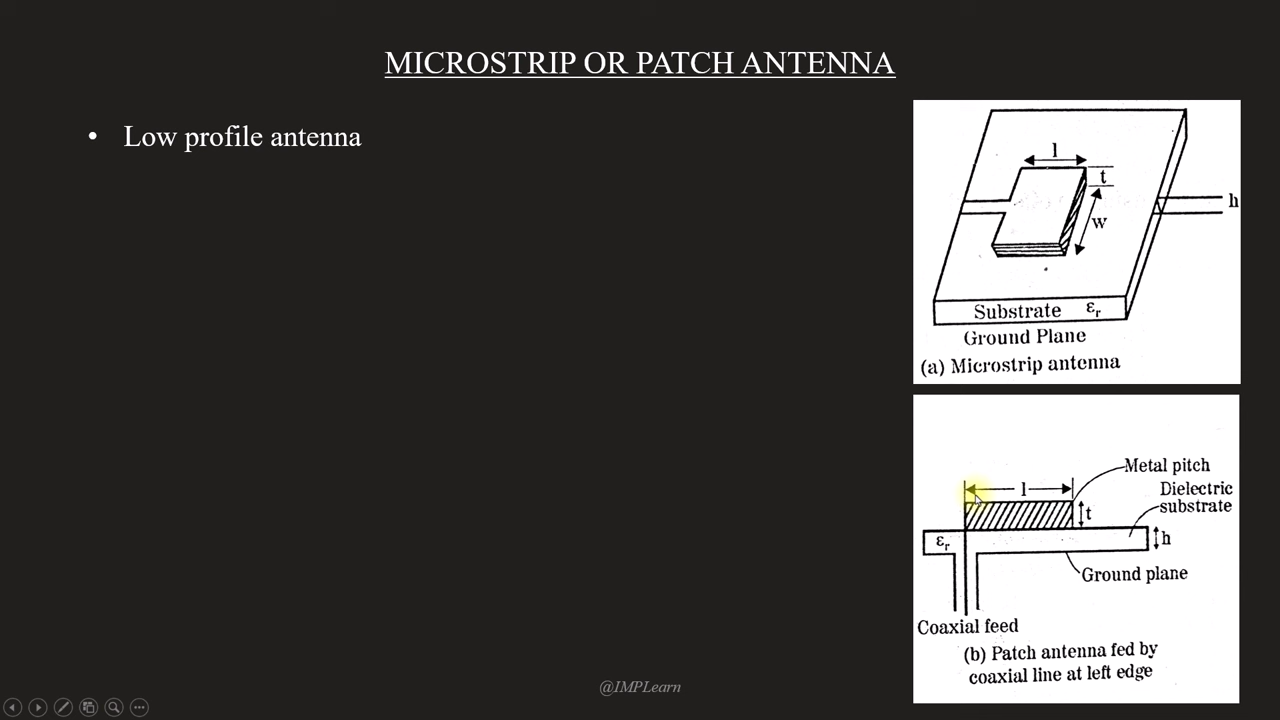 MICROSTRIP OR PATCH ANTENNA
• Low profile antenna
l
t
w
h
Substrate εr
Ground Plane
(a) Microstrip antenna
Metal pitch
l
Dielectric
substrate
t
εr
h
Ground plane
Coaxial feed
(b) Patch antenna fed by
coaxial line at left edge
@IMPLearn